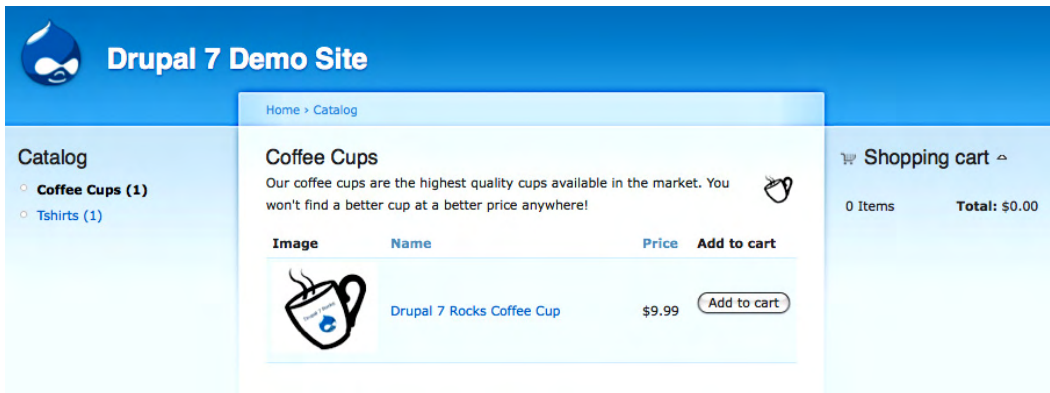 Drupal 7 Demo Site
Home › Catalog
Catalog
Coffee Cups (1)
Tshirts (1)
Coffee Cups
Our coffee cups are the highest quality cups available in the market. You
won't find a better cup at a better price anywhere!
Image Name Price Add to cart
Drupal 7 Rocks
Drupal 7 Rocks Coffee Cup $9.99 Add to cart
Shopping cart
0 Items Total: $0.00